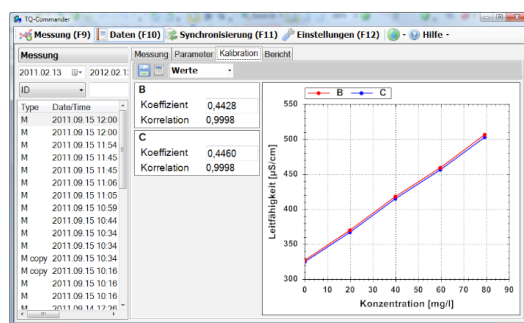 TQ-Commander
Messung (F9) Daten (F10) Synchronisierung (F11) Einstellungen (F12) Hilfe
Messung
Messung Parameter Kalibration Bericht
2011.02.13 2012.02.13
Werte
ID
Type Date/Time
M 2011.09.15 12:00
M 2011.09.15 12:00
M 2011.09.15 11:54
M 2011.09.15 11:45
M 2011.09.15 11:45
M 2011.09.15 11:06
M 2011.09.15 11:05
M 2011.09.15 10:59
M 2011.09.15 10:44
M 2011.09.15 10:34
M 2011.09.15 10:34
M copy 2011.09.15 10:34
M copy 2011.09.15 10:16
M 2011.09.15 10:16
M 2011.09.15 10:16
M 2011.09.14 17:26
B
Koeffizient 0,4428
Korrelation 0,9998
C
Koeffizient 0,4460
Korrelation 0,9998
B C
Leitfähigkeit [µS/cm]
550
500
450
400
350
300
0 10 20 30 40 50 60 70 80 90
Konzentration [mg/l]